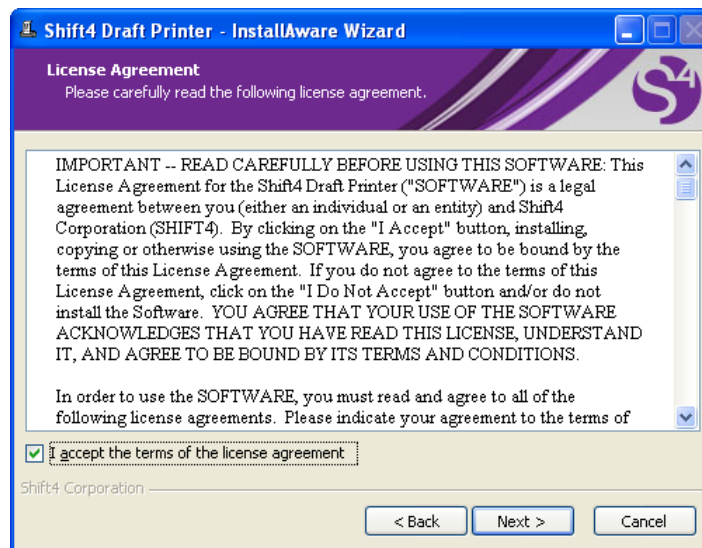 Shift4 Draft Printer - InstallAware Wizard
License Agreement
Please carefully read the following license agreement.
S4
IMPORTANT -- READ CAREFULLY BEFORE USING THIS SOFTWARE: This
License Agreement for the Shift4 Draft Printer ("SOFTWARE") is a legal
agreement between you (either an individual or an entity) and Shift4
Corporation (SHIFT4).  By clicking on the "I Accept" button, installing,
copying or otherwise using the SOFTWARE, you agree to be bound by the
terms of this License Agreement.  If you do not agree to the terms of this
License Agreement, click on the "I Do Not Accept" button and/or do not
install the Software.  YOU AGREE THAT YOUR USE OF THE SOFTWARE
ACKNOWLEDGES THAT YOU HAVE READ THIS LICENSE, UNDERSTAND
IT, AND AGREE TO BE BOUND BY ITS TERMS AND CONDITIONS.
In order to use the SOFTWARE, you must read and agree to all of the
following license agreements.  Please indicate your agreement to the terms of
I accept the terms of the license agreement
Shift4 Corporation
< Back
Next >
Cancel